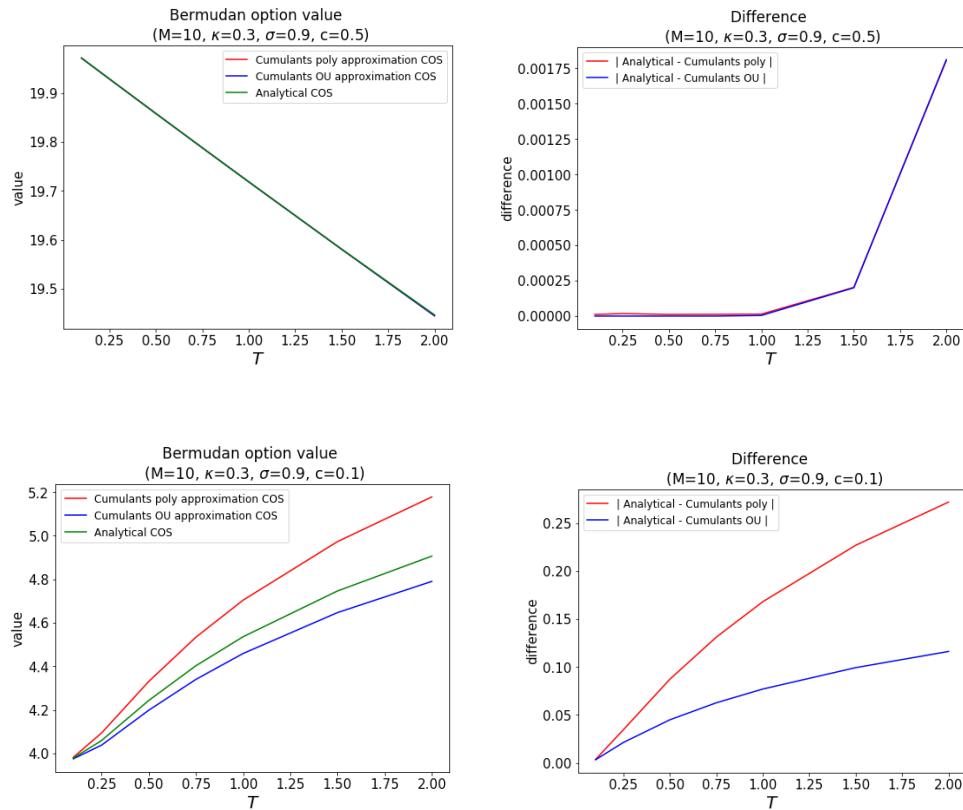 Bermudan option value
(M=10, κ=0.3, σ=0.9, c=0.5)
Cumulants poly approximation COS
Cumulants OU approximation COS
Analytical COS
value
19.9
19.8
19.7
19.6
19.5
0.25 0.50 0.75 1.00 1.25 1.50 1.75 2.00
T
Difference
(M=10, κ=0.3, σ=0.9, c=0.5)
| Analytical - Cumulants poly |
| Analytical - Cumulants OU |
difference
0.00175
0.00150
0.00125
0.00100
0.00075
0.00050
0.00025
0.00000
0.25 0.50 0.75 1.00 1.25 1.50 1.75 2.00
T
Bermudan option value
(M=10, κ=0.3, σ=0.9, c=0.1)
Cumulants poly approximation COS
Cumulants OU approximation COS
Analytical COS
value
5.2
5.0
4.8
4.6
4.4
4.2
4.0
0.25 0.50 0.75 1.00 1.25 1.50 1.75 2.00
T
Difference
(M=10, κ=0.3, σ=0.9, c=0.1)
| Analytical - Cumulants poly |
| Analytical - Cumulants OU |
difference
0.25
0.20
0.15
0.10
0.05
0.00
0.25 0.50 0.75 1.00 1.25 1.50 1.75 2.00
T